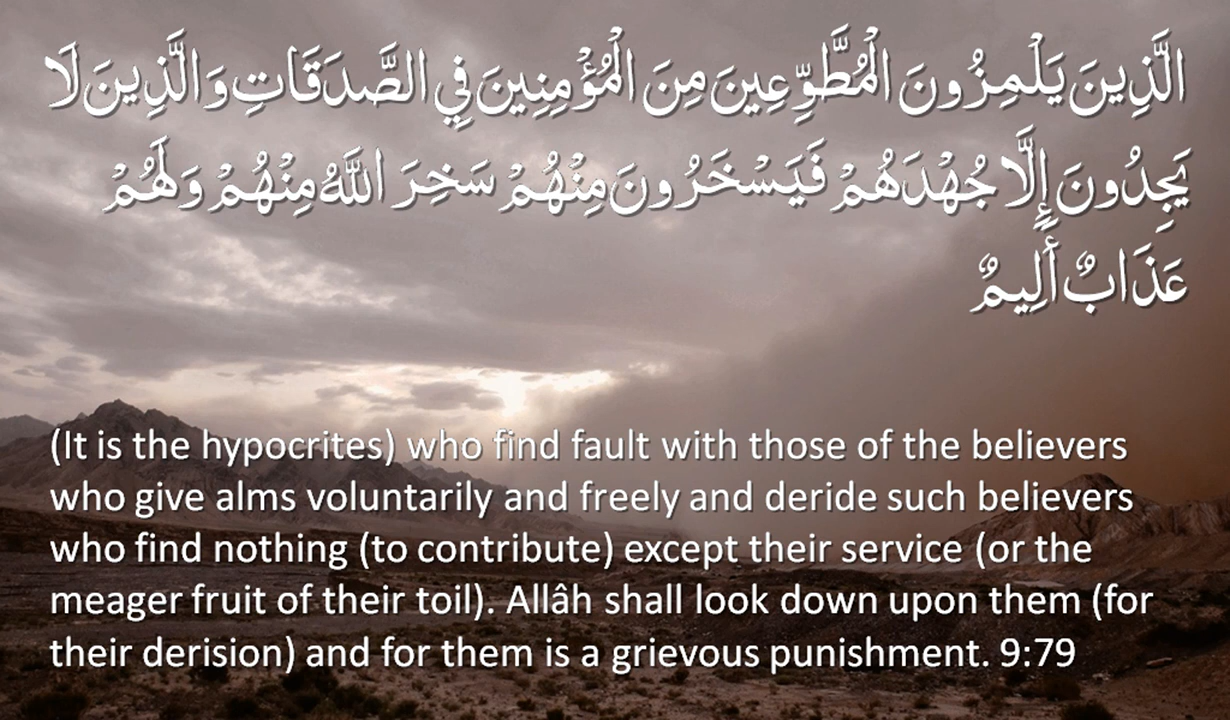 الَّذِينَ يَلْمِزُونَ الْمُطَّوِّعِينَ مِنَ الْمُؤْمِنِينَ فِي الصَّدَقَاتِ وَالَّذِينَ لَا
يَجِدُونَ إِلَّا جُهْدَهُمْ فَيَسْخَرُونَ مِنْهُمْ سَخِرَ اللَّهُ مِنْهُمْ وَلَهُمْ
عَذَابٌ أَلِيمٌ
(It is the hypocrites) who find fault with those of the believers
who give alms voluntarily and freely and deride such believers
who find nothing (to contribute) except their service (or the
meager fruit of their toil). Allâh shall look down upon them (for
their derision) and for them is a grievous punishment. 9:79